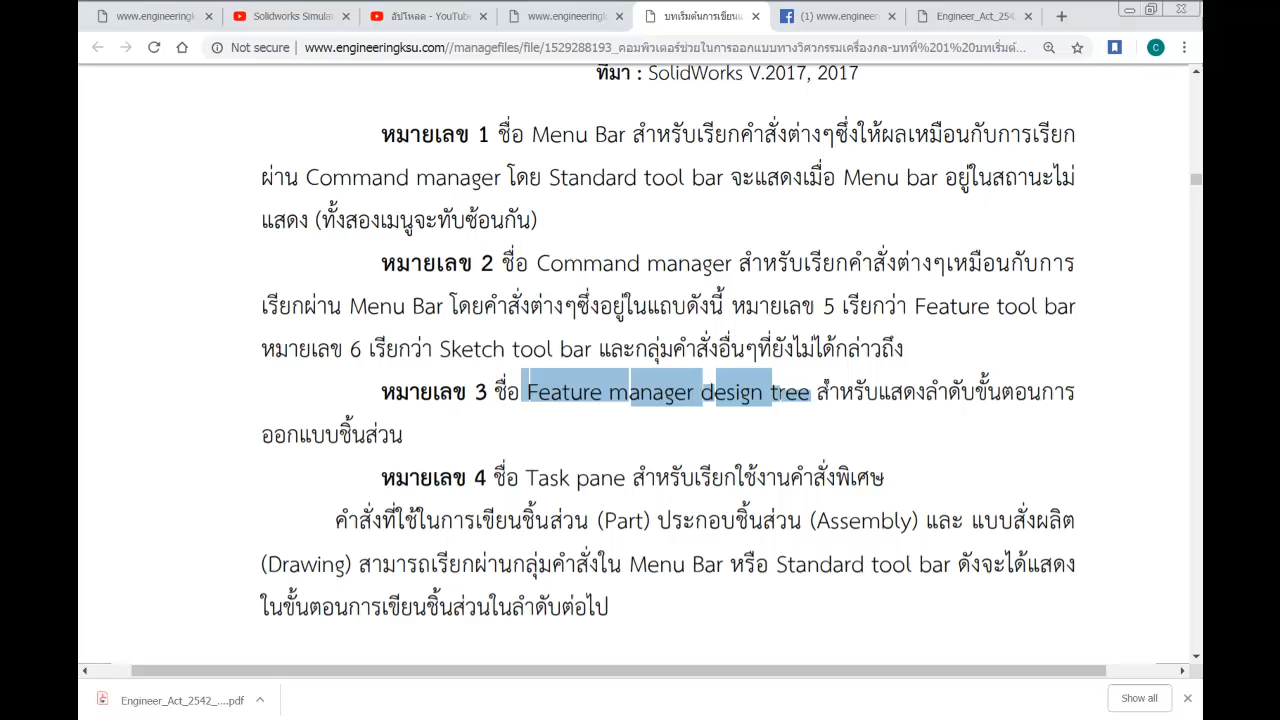 www.engineeringk
Solidworks Simulat
อัปโหลด - YouTub
www.engineeringk
บทเริ่มต้นการเขียน
(1) www.engineer
Engineer_Act_254
Not secure
www.engineeringksu.com//managefiles/file/1529288193_คอมพิวเตอร์ช่วยในการออกแบบทางวิศวกรรมเครื่องกล-บทที่%201%20บทเริ่มต้...
C
ที่มา : SolidWorks V.2017, 2017
หมายเลข 1 ชื่อ Menu Bar สำหรับเรียกคำสั่งต่างๆซึ่งให้ผลเหมือนกับการเรียก
ผ่าน Command manager โดย Standard tool bar จะแสดงเมื่อ Menu bar อยู่ในสถานะไม่
แสดง (ทั้งสองเมนูจะทับซ้อนกัน)
หมายเลข 2 ชื่อ Command manager สำหรับเรียกคำสั่งต่างๆเหมือนกับการ
เรียกผ่าน Menu Bar โดยคำสั่งต่างๆซึ่งอยู่ในแถบดังนี้ หมายเลข 5 เรียกว่า Feature tool bar
หมายเลข 6 เรียกว่า Sketch tool bar และกลุ่มคำสั่งอื่นๆที่ยังไม่ได้กล่าวถึง
หมายเลข 3 ชื่อ Feature manager design tree สำหรับแสดงลำดับขั้นตอนการ
ออกแบบชิ้นส่วน
หมายเลข 4 ชื่อ Task pane สำหรับเรียกใช้งานคำสั่งพิเศษ
คำสั่งที่ใช้ในการเขียนชิ้นส่วน (Part) ประกอบชิ้นส่วน (Assembly) และ แบบสั่งผลิต
(Drawing) สามารถเรียกผ่านกลุ่มคำสั่งใน Menu Bar หรือ Standard tool bar ดังจะได้แสดง
ในขั้นตอนการเขียนชิ้นส่วนในลำดับต่อไป
Engineer_Act_2542_....pdf
Show all